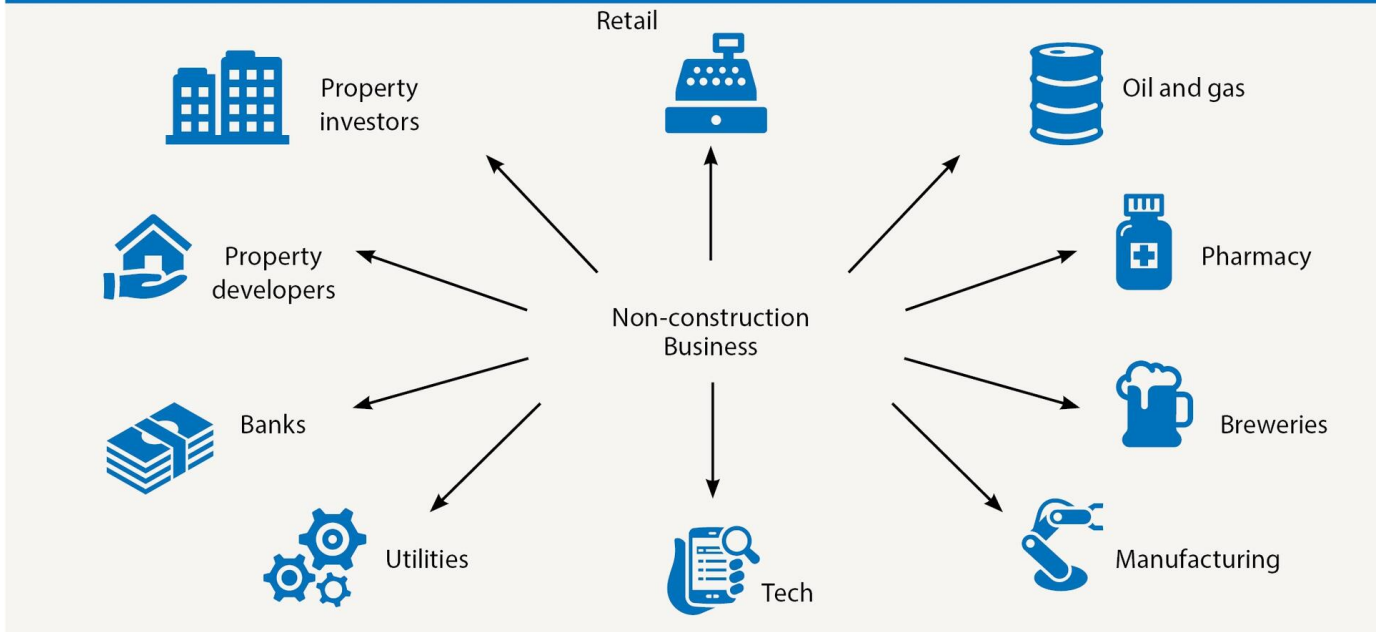 Retail
Property
investors
Oil and gas
Property
developers
Pharmacy
Non-construction
Business
Banks
Breweries
Utilities
Tech
Manufacturing